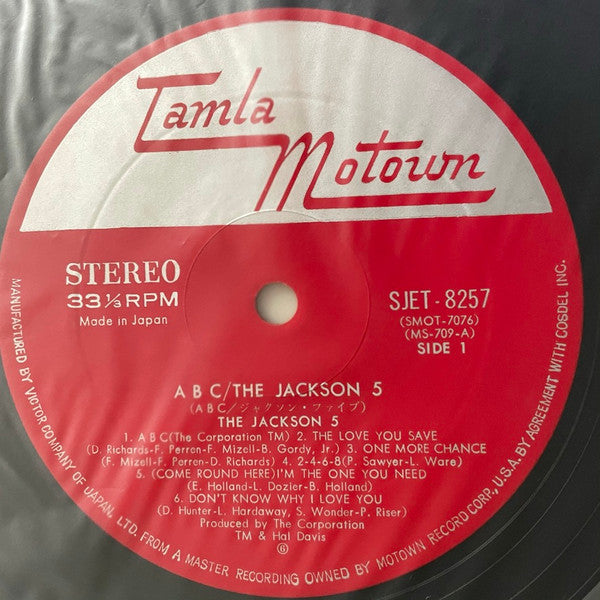 Tamla
Motown
STEREO
33 ⅓ RPM
Made in Japan
SJET - 8257
(SMOT-7076)
(MS-709-A)
SIDE 1
A B C/THE JACKSON 5
(A B C/ジャクソン・ファイブ)
THE JACKSON 5
1. A B C(The Corporation TM) 2. THE LOVE YOU SAVE
(D. Richards-F. Perren-F. Mizell-B. Gordy, Jr.) 3. ONE MORE CHANCE
(F. Mizell-F. Perren-D. Richards) 4. 2-4-6-8(P. Sawyer-L. Ware)
5. (COME ROUND HERE)I'M THE ONE YOU NEED
(E. Holland-L. Dozier-B. Holland)
6. DON'T KNOW WHY I LOVE YOU
(D. Hunter-L. Hardaway, S. Wonder-P. Riser)
Produced by The Corporation
TM & Hal Davis
MANUFACTURED BY VICTOR COMPANY OF JAPAN, LTD. FROM A MASTER RECORDING OWNED BY MOTOWN RECORD CORP., U.S.A. BY AGREEMENT WITH COSDEL INC.